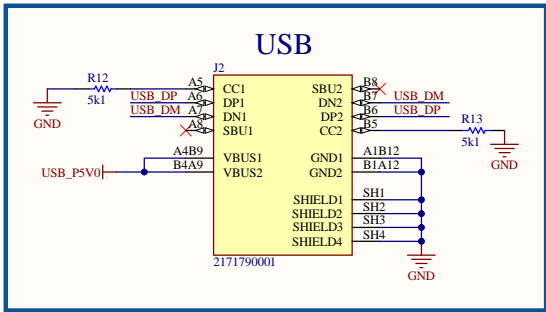 USB
J2
R12
5k1
GND
A5
CC1
USB_DP
A6
DP1
USB_DM
A7
DN1
A8
SBU1
USB_P5V0
A4B9
VBUS1
B4A9
VBUS2
SBU2
B8
DN2
B7
USB_DM
DP2
B6
USB_DP
CC2
B5
R13
5k1
GND
GND1
A1B12
GND2
B1A12
SHIELD1
SH1
SHIELD2
SH2
SHIELD3
SH3
SHIELD4
SH4
GND
2171790001